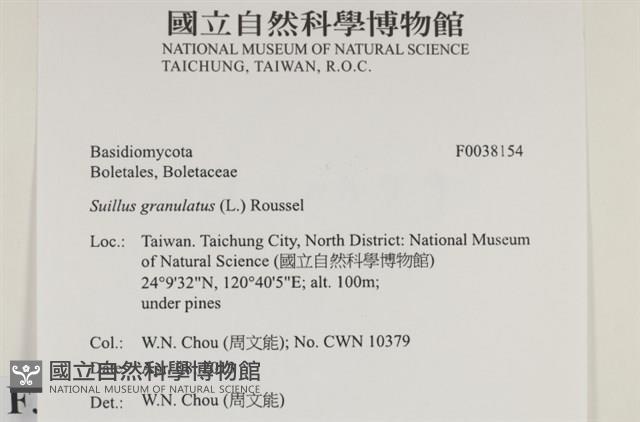 國立自然科學博物館
NATIONAL MUSEUM OF NATURAL SCIENCE
TAICHUNG, TAIWAN, R.O.C.
Basidiomycota F0038154
Boletales, Boletaceae
Suillus granulatus (L.) Roussel
Loc.: Taiwan. Taichung City, North District: National Museum
of Natural Science (國立自然科學博物館)
24°9'32"N, 120°40'5"E; alt. 100m;
under pines
Col.: W.N. Chou (周文能); No. CWN 10379
國立自然科學博物館
NATIONAL MUSEUM OF NATURAL SCIENCE
Det.: W.N. Chou (周文能)